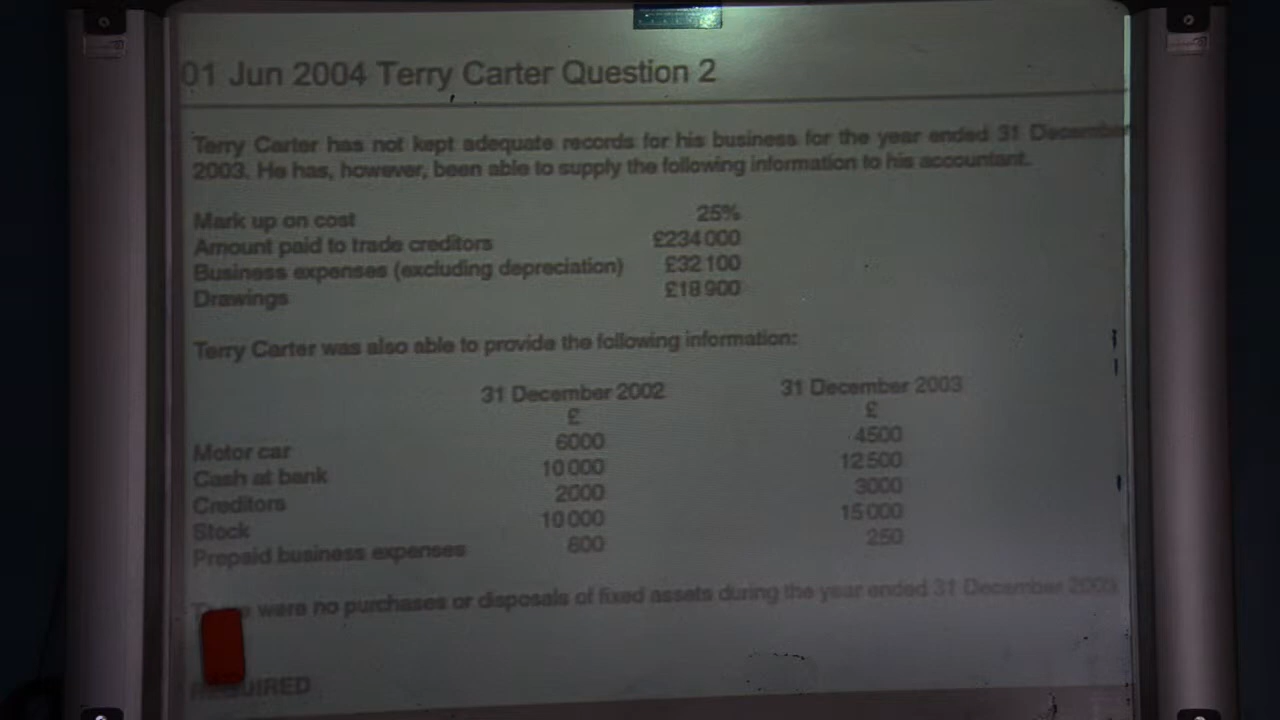 01 Jun 2004 Terry Carter Question 2
Terry Carter has not kept adequate records for his business for the year ended 31 December
2003. He has, however, been able to supply the following information to his accountant.
Mark up on cost 25%
Amount paid to trade creditors £234 000
Business expenses (excluding depreciation) £32 100
Drawings £18 900
Terry Carter was also able to provide the following information:
31 December 2002 31 December 2003
£ £
Motor car 6000 4500
Cash at bank 10 000 12 500
Creditors 2000 3000
Stock 10 000 15 000
Prepaid business expenses 600 250
were no purchases or disposals of fixed assets during the year ended 31 December 2003